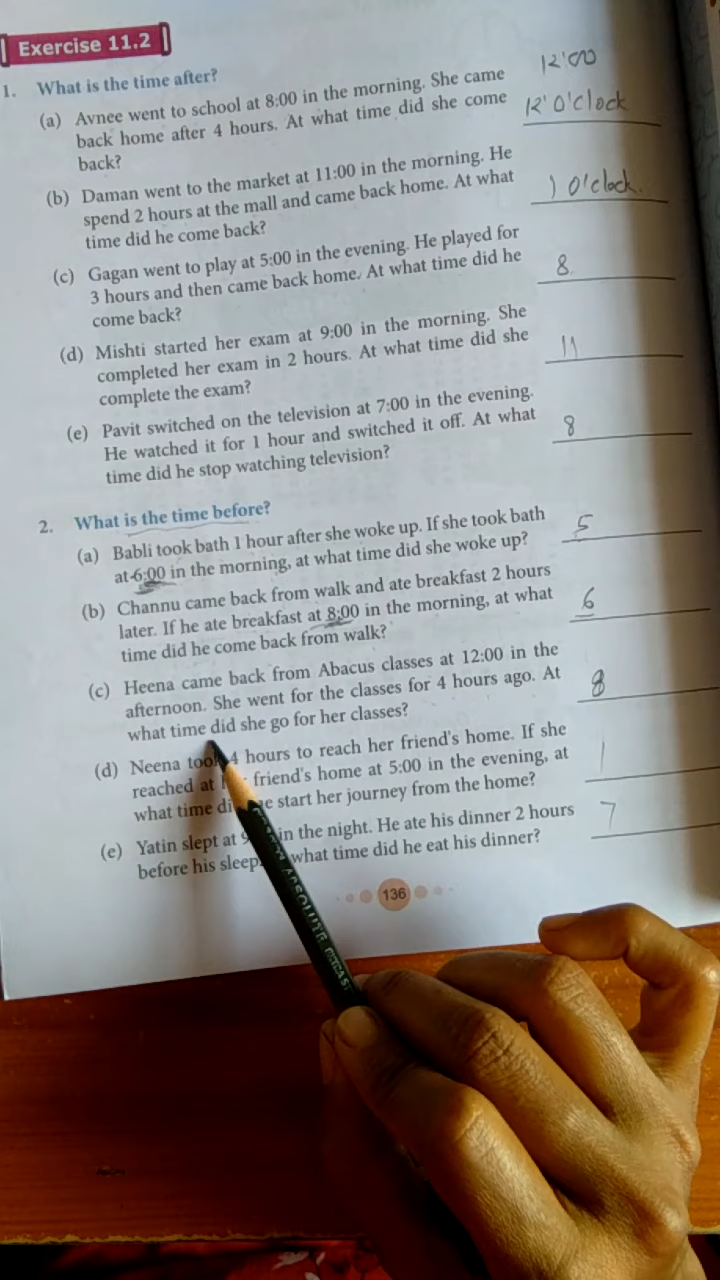 Exercise 11.2
1. What is the time after?
12'00
(a) Avnee went to school at 8:00 in the morning. She came
back home after 4 hours. At what time did she come
back?
12' O'clock
(b) Daman went to the market at 11:00 in the morning. He
spend 2 hours at the mall and came back home. At what
time did he come back?
1 O'clock.
(c) Gagan went to play at 5:00 in the evening. He played for
3 hours and then came back home. At what time did he
come back?
8
(d) Mishti started her exam at 9:00 in the morning. She
completed her exam in 2 hours. At what time did she
complete the exam?
11
(e) Pavit switched on the television at 7:00 in the evening.
He watched it for 1 hour and switched it off. At what
time did he stop watching television?
8
2. What is the time before?
(a) Babli took bath 1 hour after she woke up. If she took bath
at 6:00 in the morning, at what time did she woke up?
5
(b) Channu came back from walk and ate breakfast 2 hours
later. If he ate breakfast at 8:00 in the morning, at what
time did he come back from walk?
6
(c) Heena came back from Abacus classes at 12:00 in the
afternoon. She went for the classes for 4 hours ago. At
what time did she go for her classes?
8
(d) Neena took 4 hours to reach her friend's home. If she
reached at friend's home at 5:00 in the evening, at
what time start her journey from the home?
1
(e) Yatin slept at in the night. He ate his dinner 2 hours
before his sleep. what time did he eat his dinner?
7
136